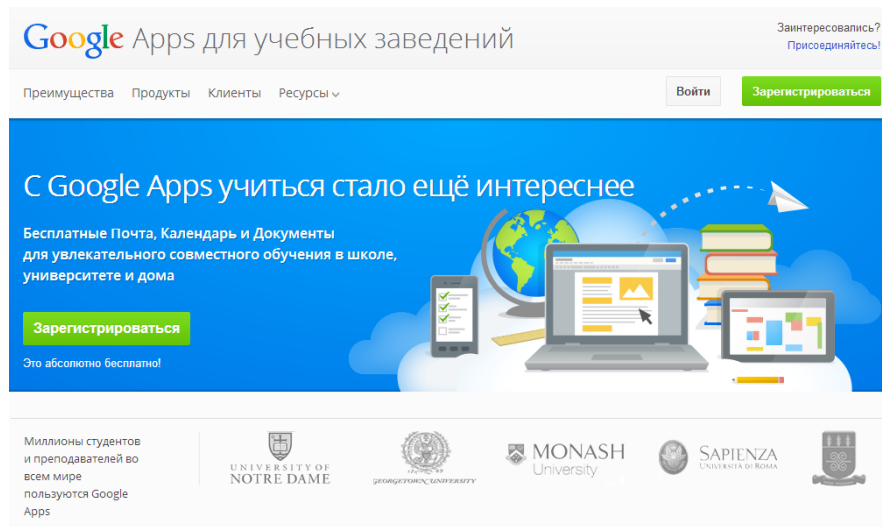 Google Apps для учебных заведений
Заинтересовались?
Присоединяйтесь!
Преимущества Продукты Клиенты Ресурсы
Войти
Зарегистрироваться
С Google Apps учиться стало ещё интереснее
Бесплатные Почта, Календарь и Документы
для увлекательного совместного обучения в школе,
университете и дома
Зарегистрироваться
Это абсолютно бесплатно!
Миллионы студентов
и преподавателей во
всем мире
пользуются Google
Apps
UNIVERSITY OF
NOTRE DAME
GEORGETOWN UNIVERSITY
MONASH
University
SAPIENZA
UNIVERSITÀ DI ROMA